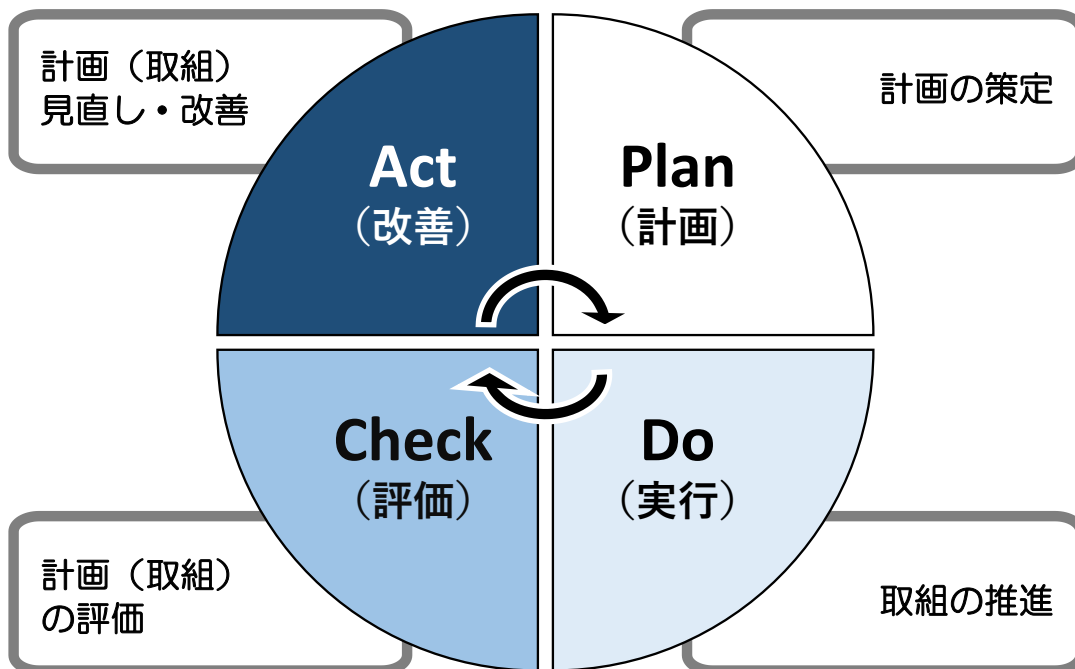 計画（取組）
見直し・改善
Act
（改善）
Plan
（計画）
計画の策定
計画（取組）
の評価
Check
（評価）
Do
（実行）
取組の推進